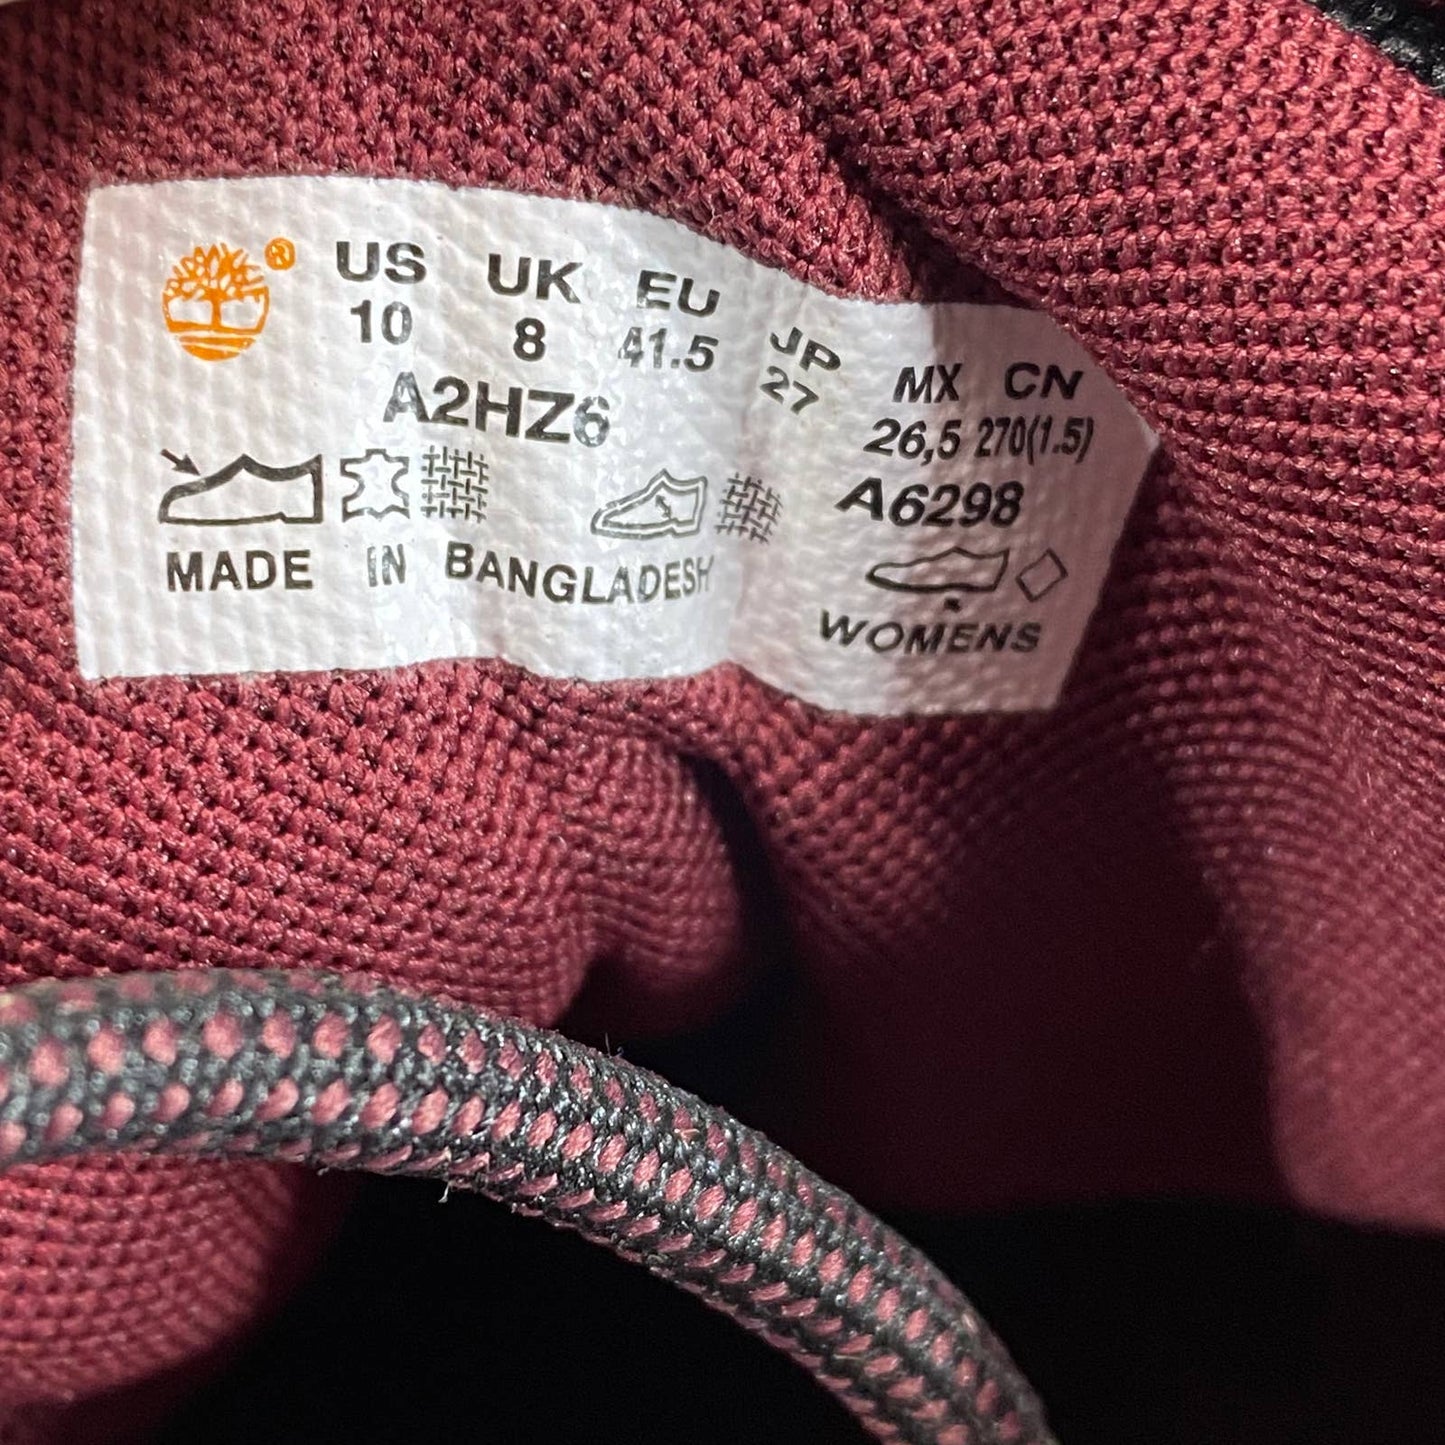 ® US UK EU JP MX CN
10 8 41.5 27 26,5 270(1.5)
A2HZ6 A6298
MADE IN BANGLADESH WOMENS